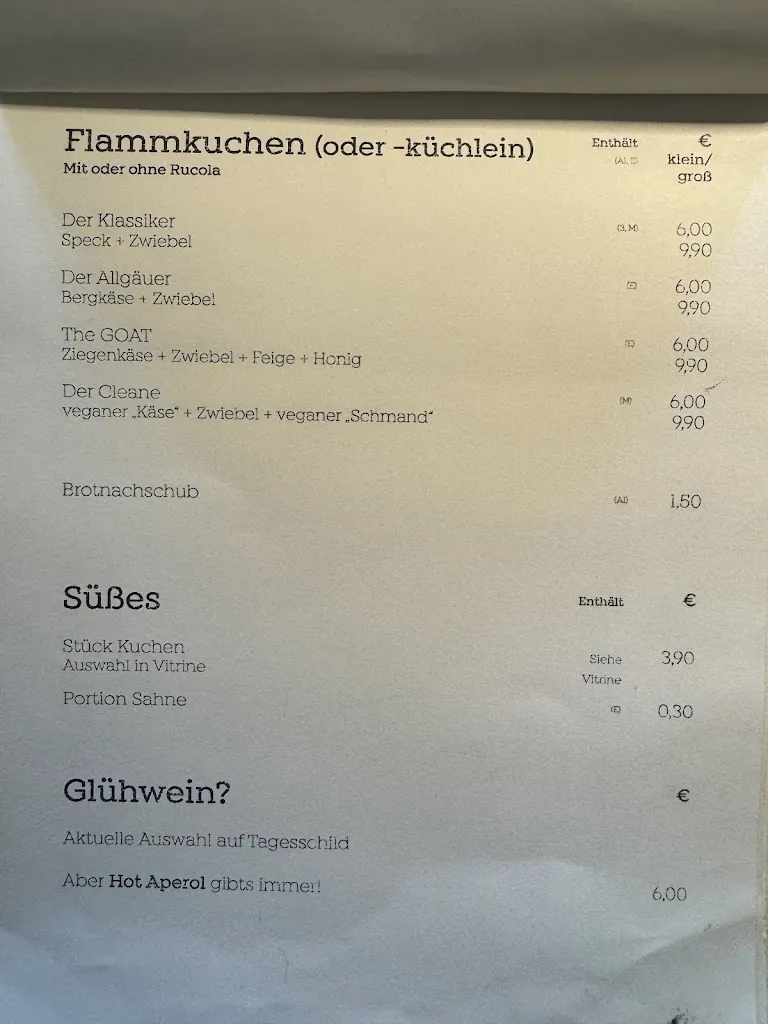 Flammkuchen (oder -küchlein) Enthält €
Mit oder ohne Rucola (A1, E klein/
groß
Der Klassiker (3, M) 6,00
Speck + Zwiebel 9,90
Der Allgäuer (E) 6,00
Bergkäse + Zwiebel 9,90
The GOAT (E) 6,00
Ziegenkäse + Zwiebel + Feige + Honig 9,90
Der Cleane (M) 6,00
veganer „Käse“ + Zwiebel + veganer „Schmand“ 9,90
Brotnachschub (A1) 1,50
Süßes Enthält €
Stück Kuchen Siehe 3,90
Auswahl in Vitrine Vitrine
Portion Sahne (E) 0,30
Glühwein? €
Aktuelle Auswahl auf Tagesschild
Aber Hot Aperol gibts immer! 6,00